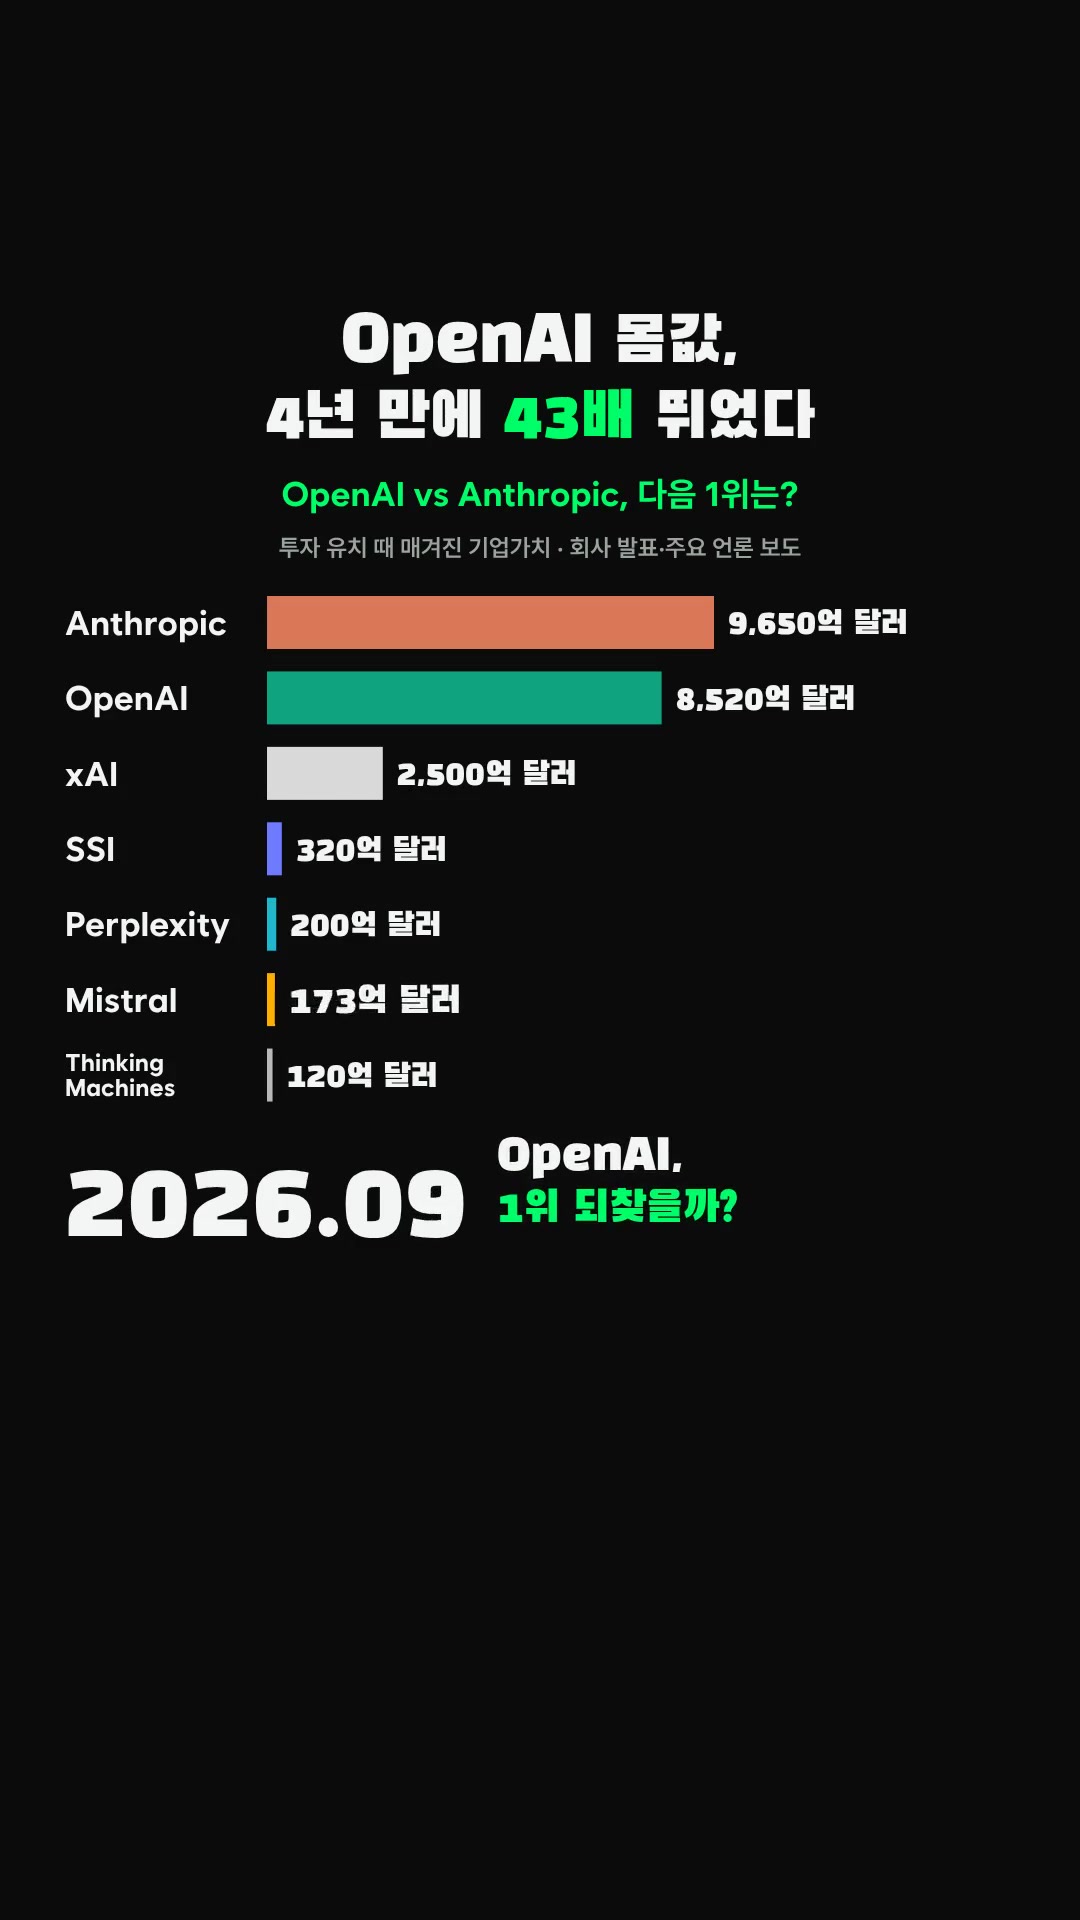 OpenAI 몸값,
4년 만에 43배 뛰었다
OpenAI vs Anthropic, 다음 1위는?
투자 유치 때 매겨진 기업가치 · 회사 발표·주요 언론 보도
Anthropic 9,650억 달러
OpenAI 8,520억 달러
xAI 2,500억 달러
SSI 320억 달러
Perplexity 200억 달러
Mistral 173억 달러
Thinking
Machines 120억 달러
2026.09
OpenAI,
1위 되찾을까?